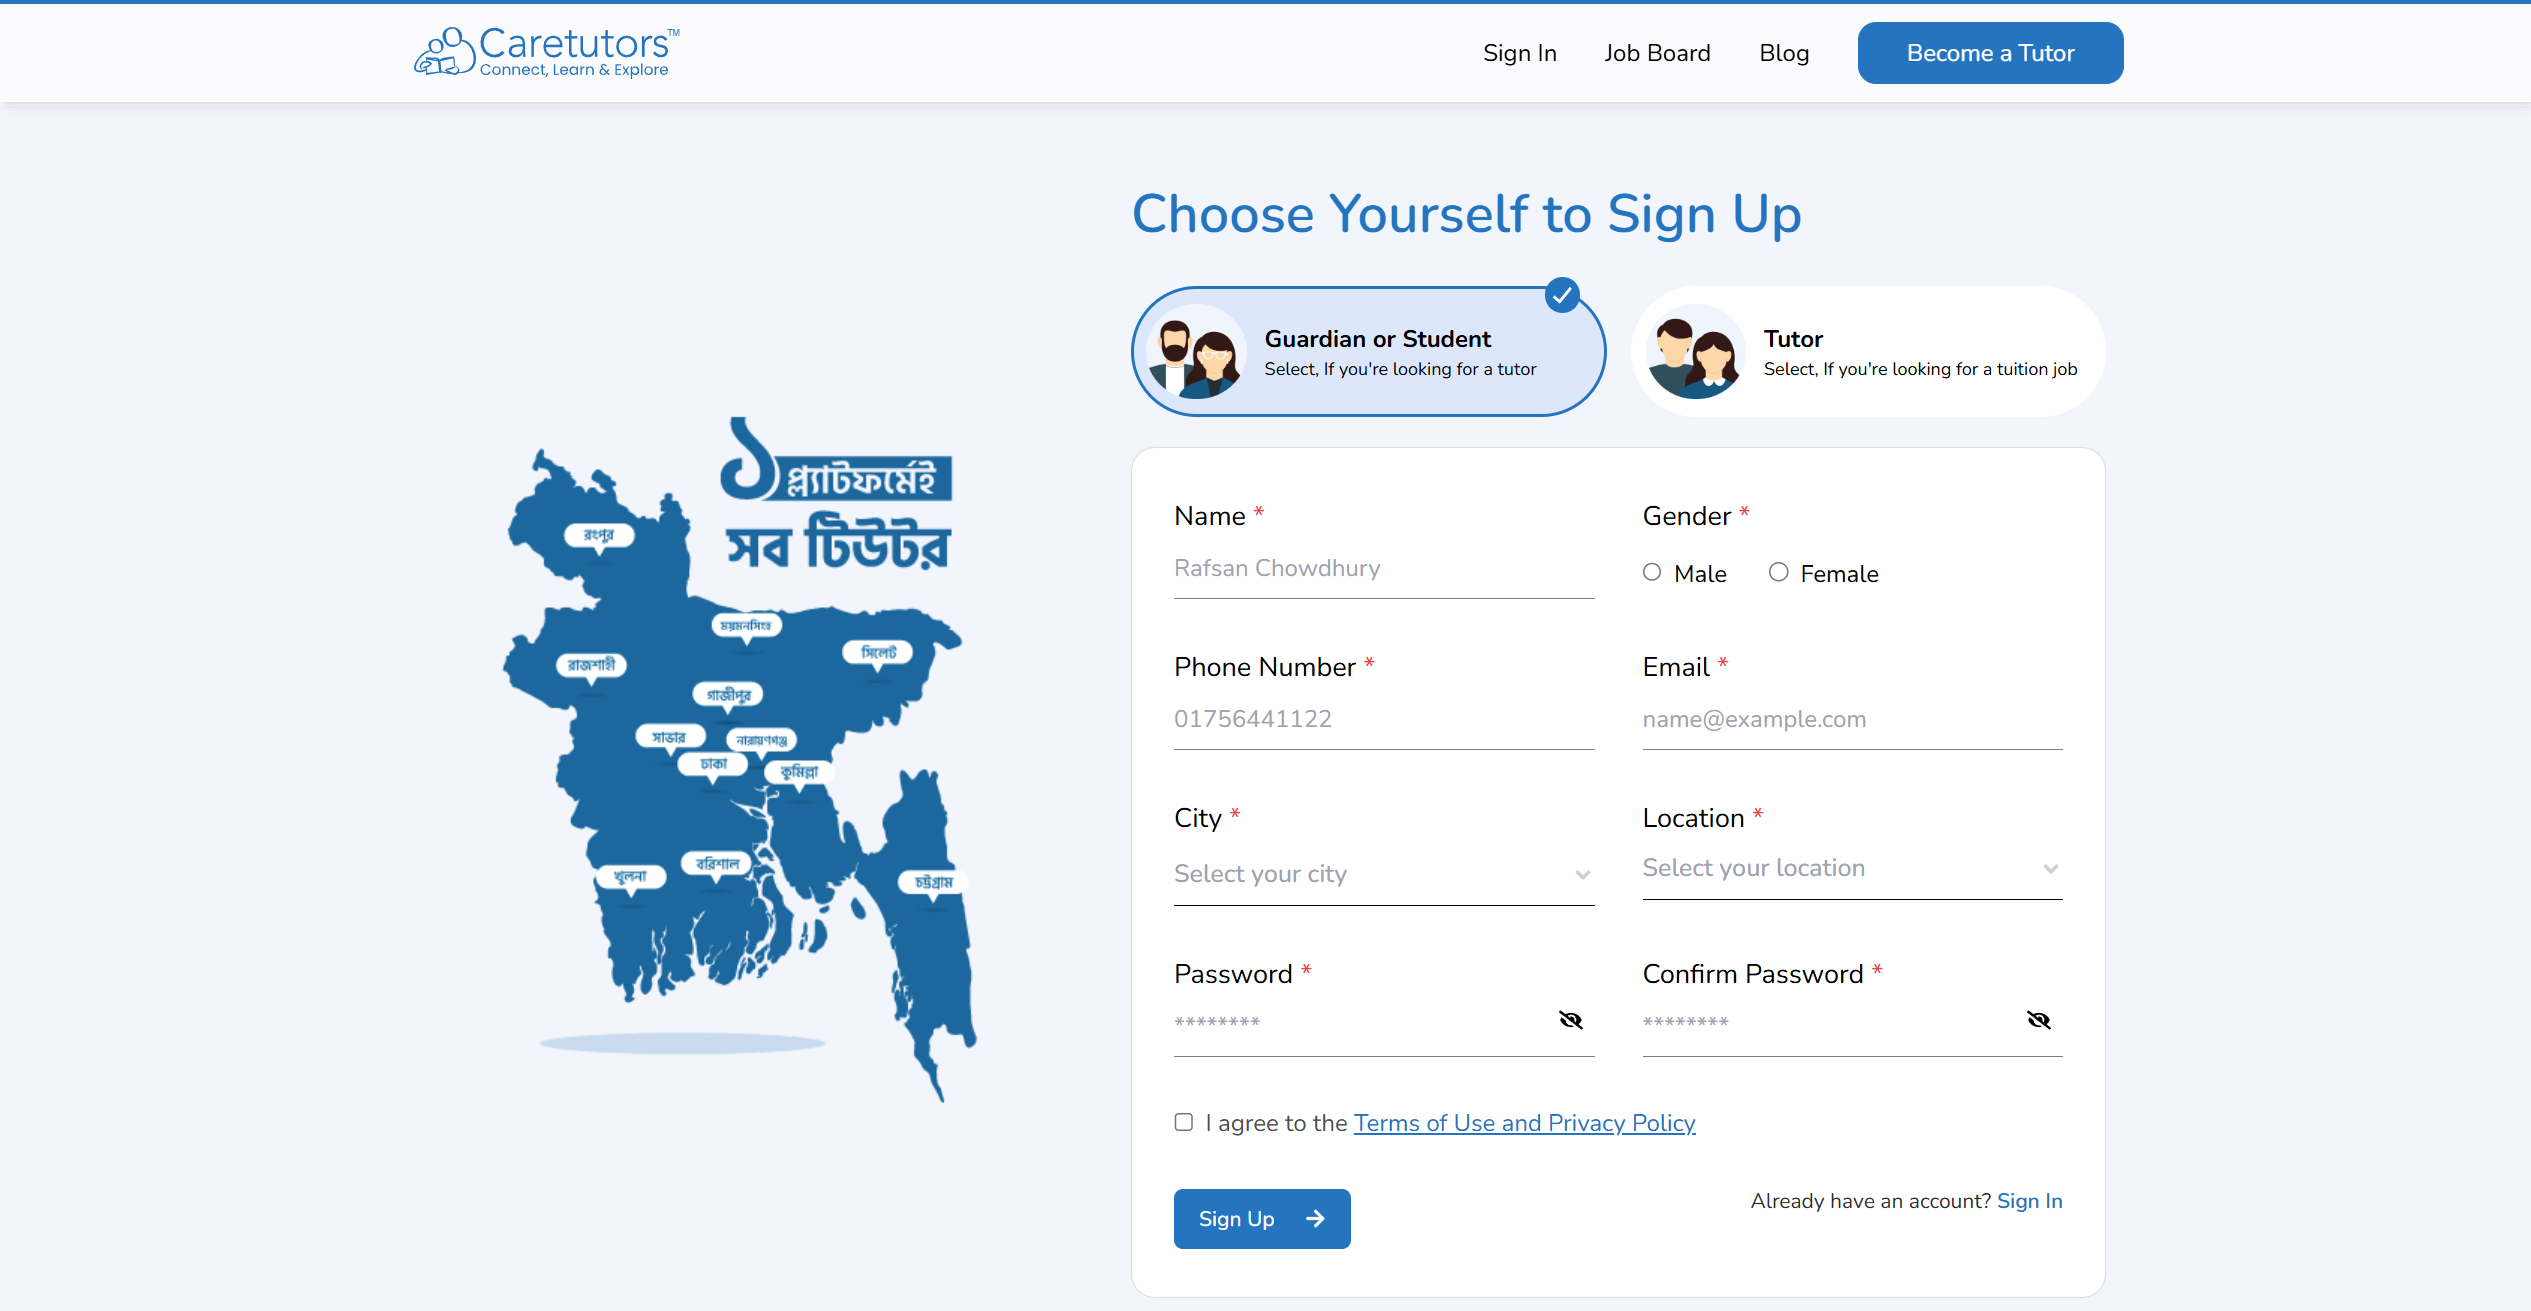 Caretutors™
Connect, Learn & Explore
Sign In
Job Board
Blog
Become a Tutor
Choose Yourself to Sign Up
Guardian or Student
Select, If you're looking for a tutor
Tutor
Select, If you're looking for a tuition job
১ প্ল্যাটফর্মেই
সব টিউটর
রংপুর
ময়মনসিংহ
সিলেট
রাজশাহী
গাজীপুর
সাভার
নারায়ণগঞ্জ
ঢাকা
কুমিল্লা
বরিশাল
খুলনা
চট্টগ্রাম
Name *
Rafsan Chowdhury
Gender *
Male
Female
Phone Number *
01756441122
Email *
name@example.com
City *
Select your city
Location *
Select your location
Password *
********
Confirm Password *
********
I agree to the Terms of Use and Privacy Policy
Sign Up
Already have an account? Sign In